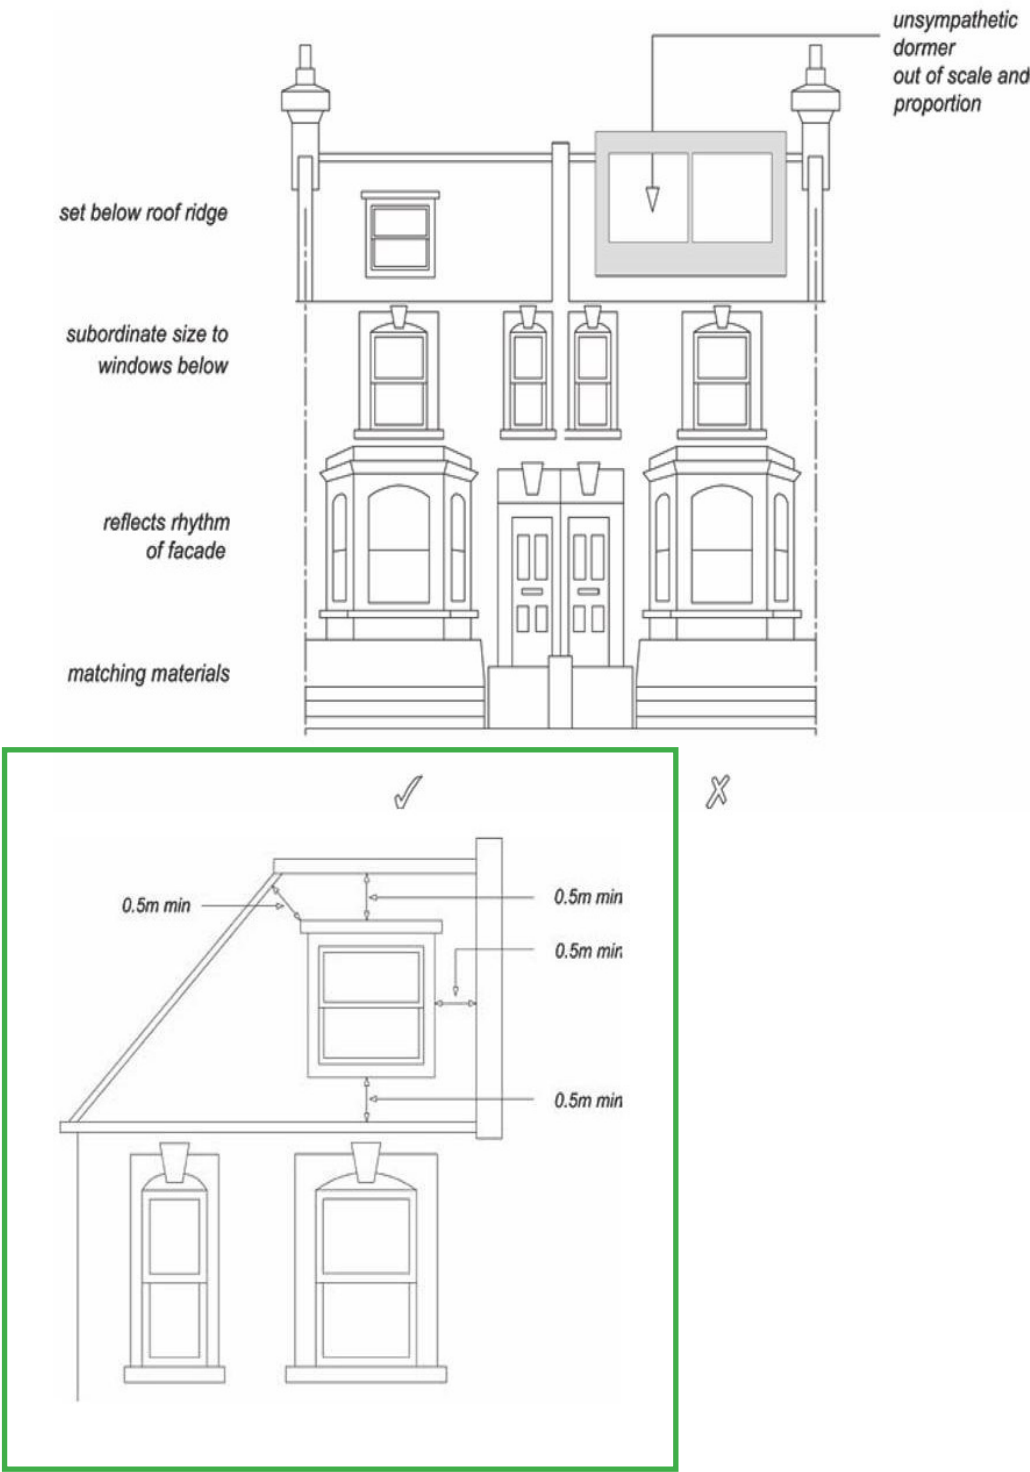 unsympathetic
dormer
out of scale and
proportion
set below roof ridge
subordinate size to
windows below
reflects rhythm
of facade
matching materials
✓ ✗
0.5m min
0.5m min
0.5m min
0.5m min